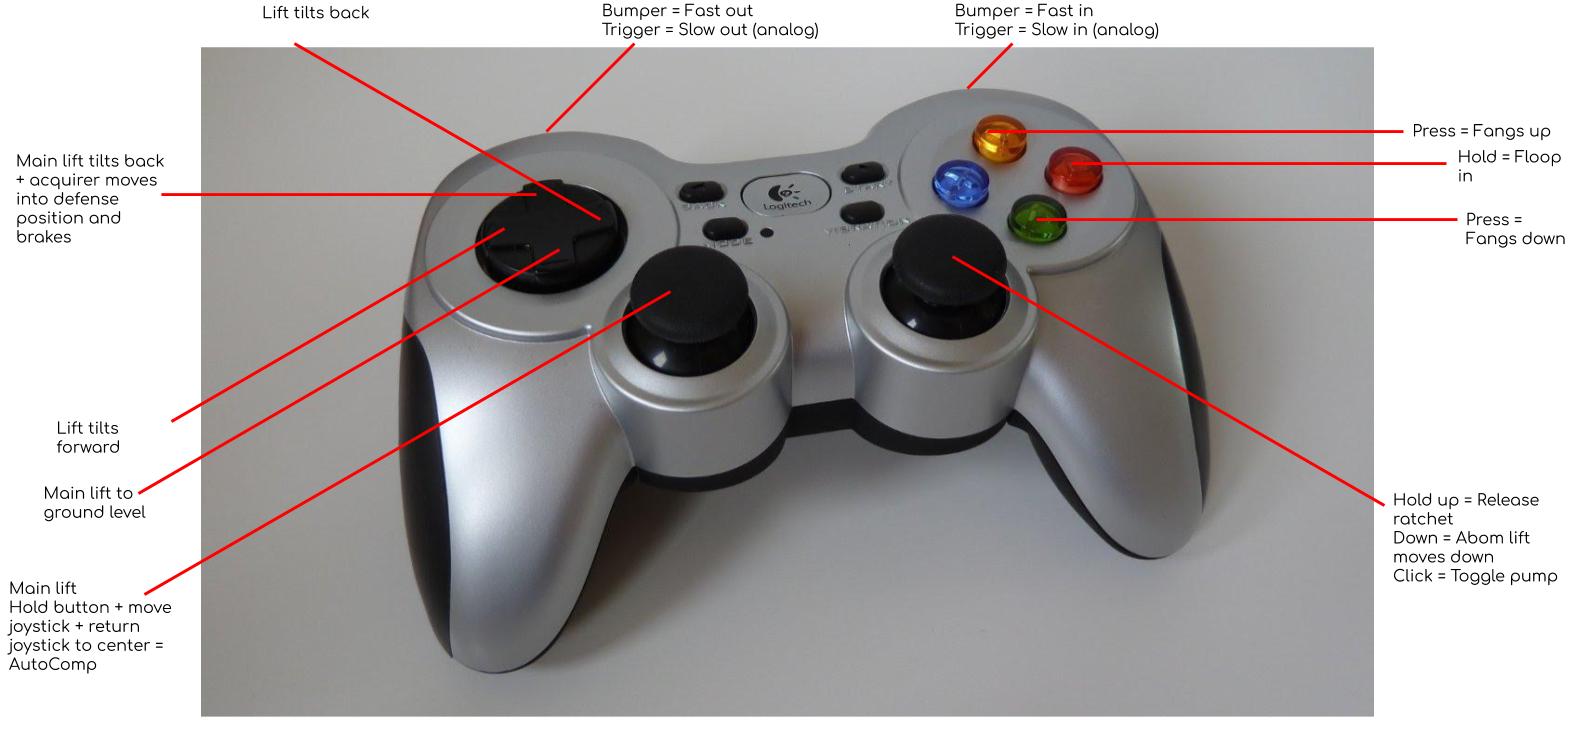 Lift tilts back
Bumper = Fast out
Trigger = Slow out (analog)
Bumper = Fast in
Trigger = Slow in (analog)
Main lift tilts back
+ acquirer moves
into defense
position and
brakes
Press = Fangs up
Hold = Floop
in
Press =
Fangs down
Logitech
MODE
VIBRATION
Lift tilts
forward
Main lift to
ground level
Main lift
Hold button + move
joystick + return
joystick to center =
AutoComp
Hold up = Release
ratchet
Down = Abom lift
moves down
Click = Toggle pump